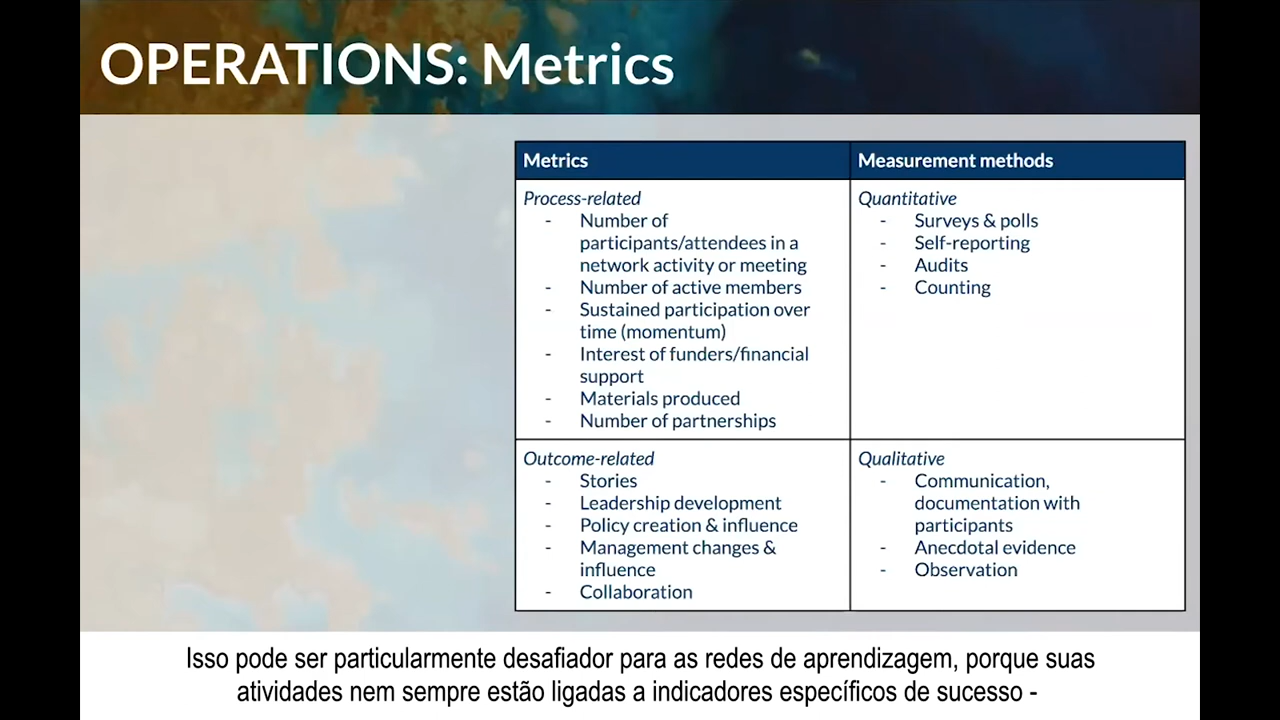 OPERATIONS: Metrics
Metrics
Measurement methods
Process-related
- Number of
participants/attendees in a
network activity or meeting
- Number of active members
- Sustained participation over
time (momentum)
- Interest of funders/financial
support
- Materials produced
- Number of partnerships
Quantitative
- Surveys & polls
- Self-reporting
- Audits
- Counting
Outcome-related
- Stories
- Leadership development
- Policy creation & influence
- Management changes &
influence
- Collaboration
Qualitative
- Communication,
documentation with
participants
- Anecdotal evidence
- Observation
Isso pode ser particularmente desafiador para as redes de aprendizagem, porque suas
atividades nem sempre estão ligadas a indicadores específicos de sucesso -